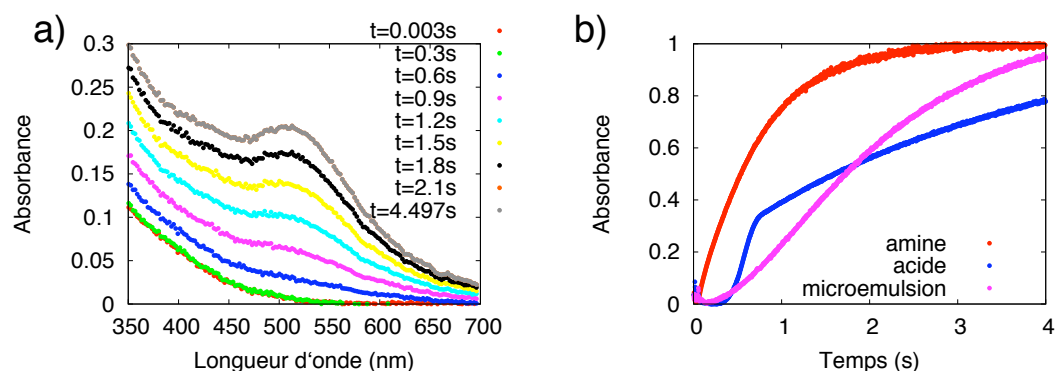 a)
t=0.003s
t=0.3s
t=0.6s
t=0.9s
t=1.2s
t=1.5s
t=1.8s
t=2.1s
t=4.497s
0.3
0.25
0.2
0.15
0.1
0.05
0
350 400 450 500 550 600 650 700
Absorbance
Longueur d‘onde (nm)
b)
1
0.8
0.6
0.4
0.2
0
0 1 2 3 4
Absorbance
Temps (s)
amine
acide
microemulsion